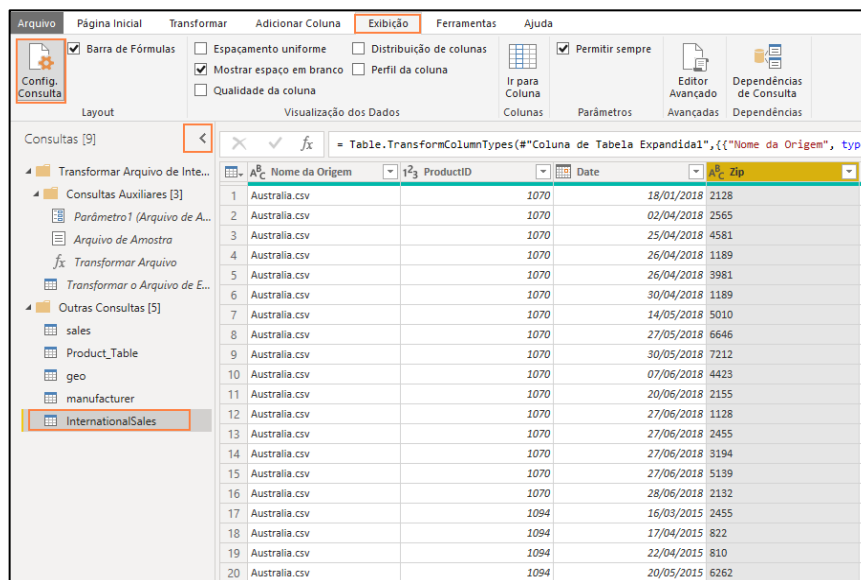 Arquivo Página Inicial Transformar Adicionar Coluna Exibição Ferramentas Ajuda
Config. Consulta
Barra de Fórmulas
Layout
Espaçamento uniforme
Mostrar espaço em branco
Qualidade da coluna
Distribuição de colunas
Perfil da coluna
Visualização dos Dados
Ir para Coluna
Colunas
Permitir sempre
Parâmetros
Editor Avançado
Avançadas
Dependências de Consulta
Dependências
Consultas [9]
Transformar Arquivo de Inte...
Consultas Auxiliares [3]
Parâmetro1 (Arquivo de A...
Arquivo de Amostra
fx Transformar Arquivo
Transformar o Arquivo de E...
Outras Consultas [5]
sales
Product_Table
geo
manufacturer
InternationalSales
fx = Table.TransformColumnTypes(#"Coluna de Tabela Expandida1",{{"Nome da Origem", typ
ABC Nome da Origem 123 ProductID Date ABC Zip
1 Australia.csv 1070 18/01/2018 2128
2 Australia.csv 1070 02/04/2018 2565
3 Australia.csv 1070 25/04/2018 4581
4 Australia.csv 1070 26/04/2018 1189
5 Australia.csv 1070 26/04/2018 3981
6 Australia.csv 1070 30/04/2018 1189
7 Australia.csv 1070 14/05/2018 5010
8 Australia.csv 1070 27/05/2018 6646
9 Australia.csv 1070 30/05/2018 7212
10 Australia.csv 1070 07/06/2018 4423
11 Australia.csv 1070 20/06/2018 2155
12 Australia.csv 1070 27/06/2018 1128
13 Australia.csv 1070 27/06/2018 2455
14 Australia.csv 1070 27/06/2018 3194
15 Australia.csv 1070 27/06/2018 5139
16 Australia.csv 1070 28/06/2018 2132
17 Australia.csv 1094 16/03/2015 2455
18 Australia.csv 1094 17/04/2015 822
19 Australia.csv 1094 22/04/2015 810
20 Australia.csv 1094 20/05/2015 6262